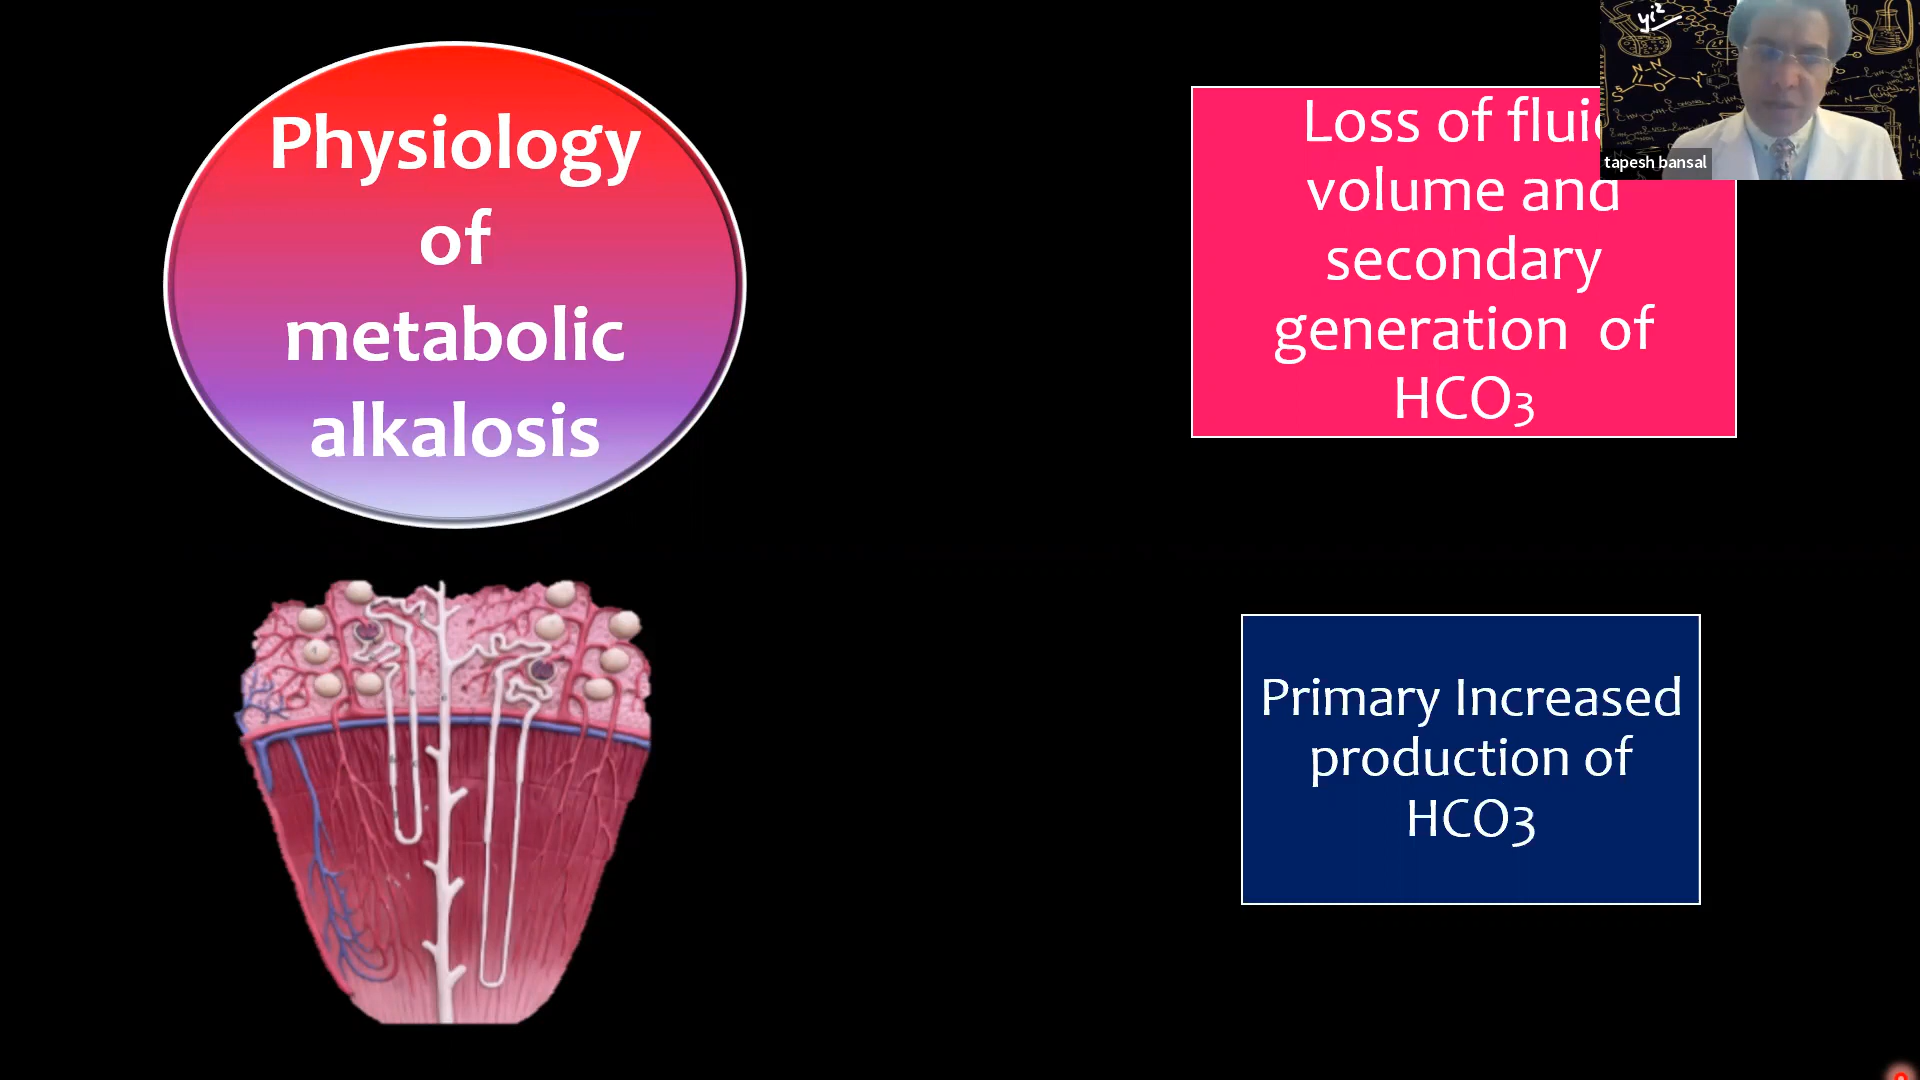 Physiology
of
metabolic
alkalosis
Loss of
volume and
secondary
generation of
HCO3
tapesh bansal
Primary Increased
production of
HCO3